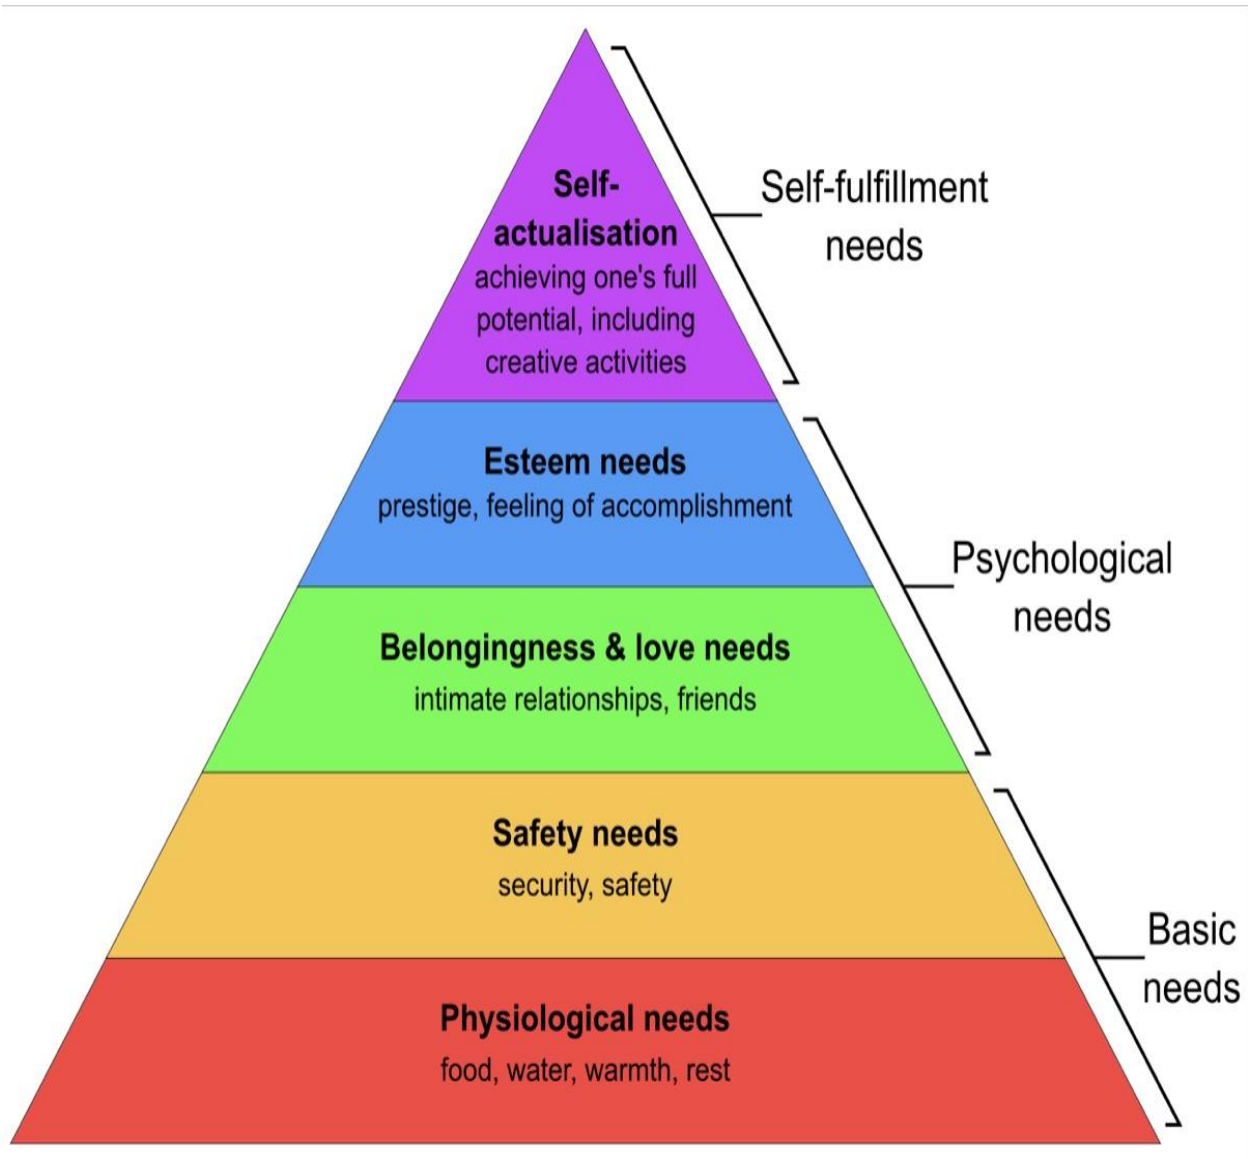 Self-
actualisation
achieving one's full
potential, including
creative activities
Self-fulfillment
needs
Esteem needs
prestige, feeling of accomplishment
Psychological
needs
Belongingness & love needs
intimate relationships, friends
Safety needs
security, safety
Basic
needs
Physiological needs
food, water, warmth, rest